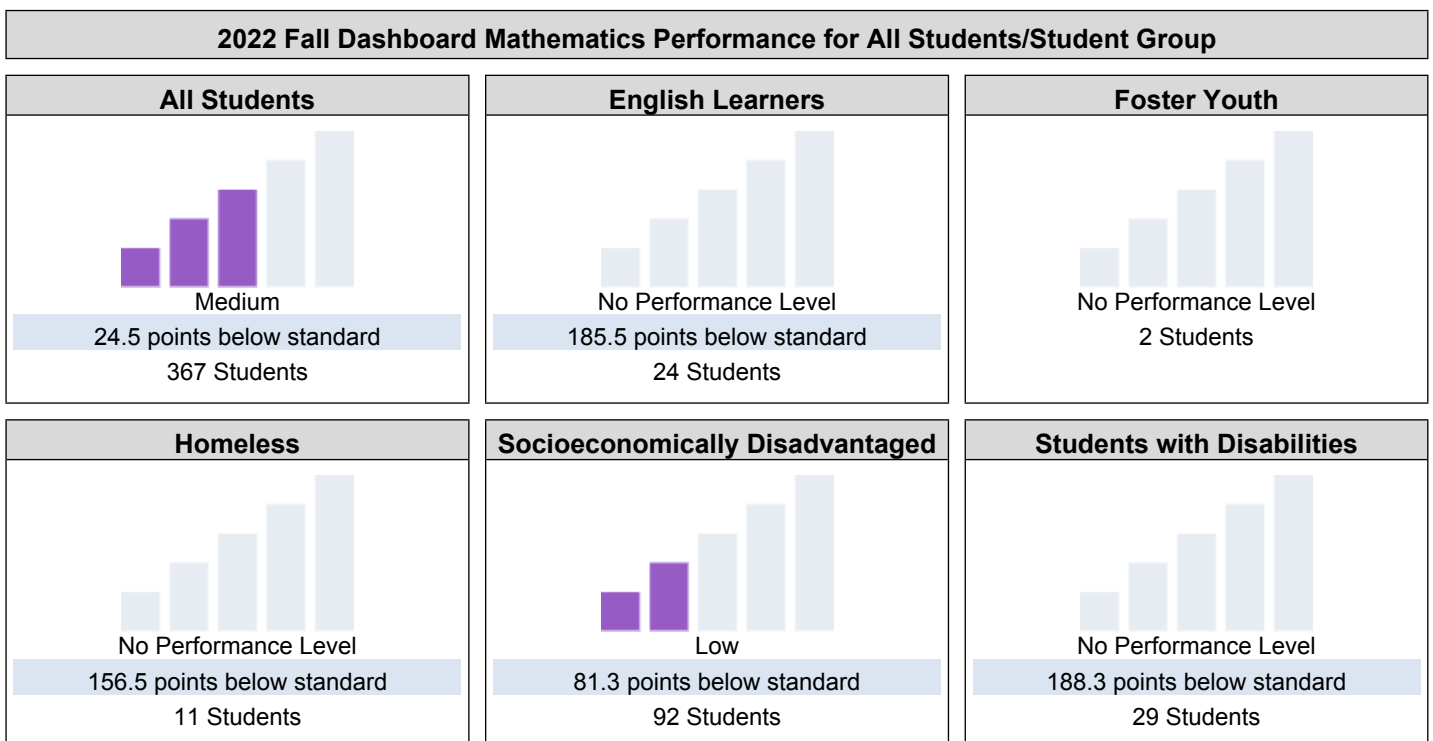 2022 Fall Dashboard Mathematics Performance for All Students/Student Group
All Students
Medium
24.5 points below standard
367 Students
English Learners
No Performance Level
185.5 points below standard
24 Students
Foster Youth
No Performance Level
2 Students
Homeless
No Performance Level
156.5 points below standard
11 Students
Socioeconomically Disadvantaged
Low
81.3 points below standard
92 Students
Students with Disabilities
No Performance Level
188.3 points below standard
29 Students